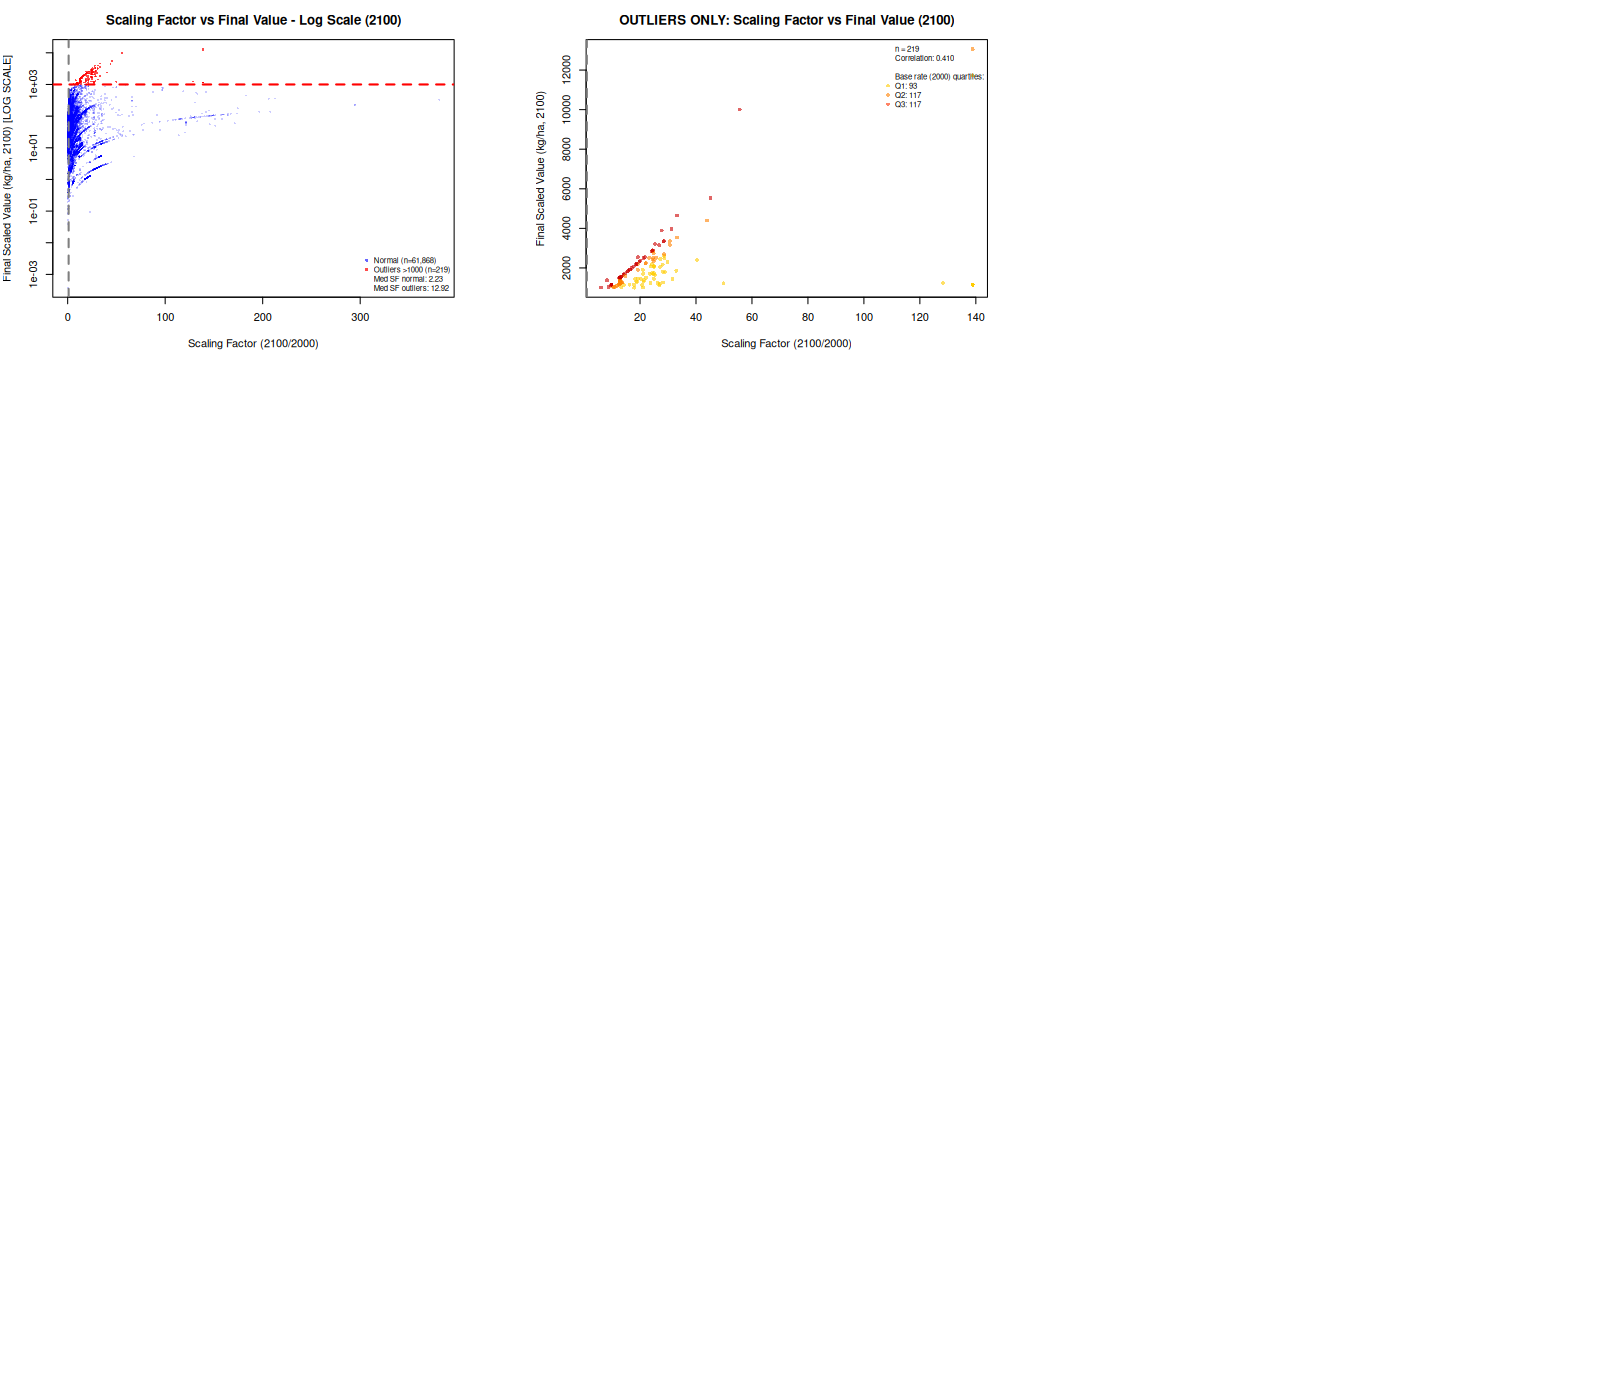 Scaling Factor vs Final Value - Log Scale (2100)
Final Scaled Value (kg/ha, 2100) [LOG SCALE]
1e+03
1e+01
1e-01
1e-03
Normal (n=61,868)
Outliers >1000 (n=219)
Med SF normal: 2.23
Med SF outliers: 12.92
0 100 200 300
Scaling Factor (2100/2000)
OUTLIERS ONLY: Scaling Factor vs Final Value (2100)
Final Scaled Value (kg/ha, 2100)
12000
10000
8000
6000
4000
2000
n = 219
Correlation: 0.410
Base rate (2000) quartiles:
Q1: 93
Q2: 117
Q3: 117
20 40 60 80 100 120 140
Scaling Factor (2100/2000)